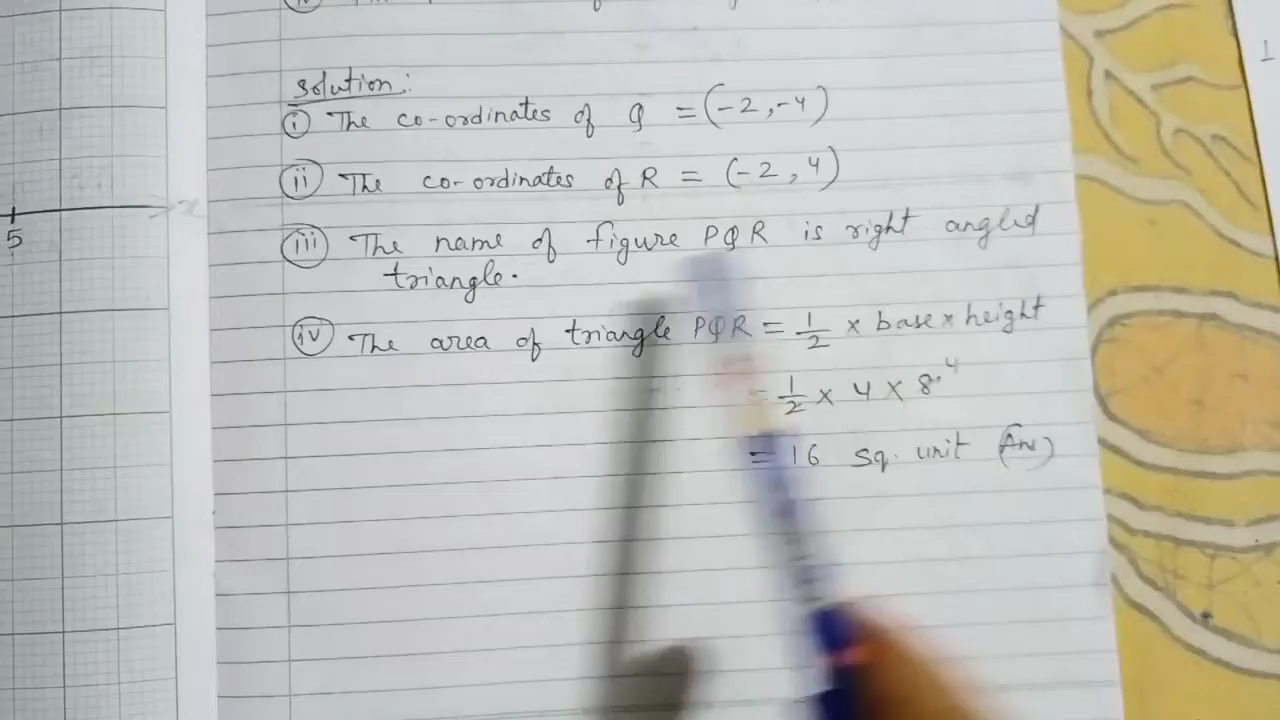 solution:
(i) The co-ordinates of Q = (-2,-4)
(ii) The co-ordinates of R = (-2,4)
(iii) The name of figure PQR is right angled
triangle.
(iv) The area of triangle PQR = 1/2 × base × height
= 1/2 × 4 × 8 4
= 16 sq. unit (Ans)
5
x
1